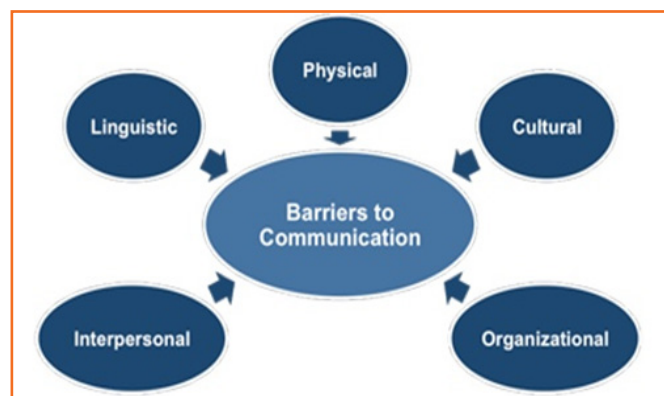 Physical
Linguistic
Cultural
Barriers to
Communication
Interpersonal
Organizational